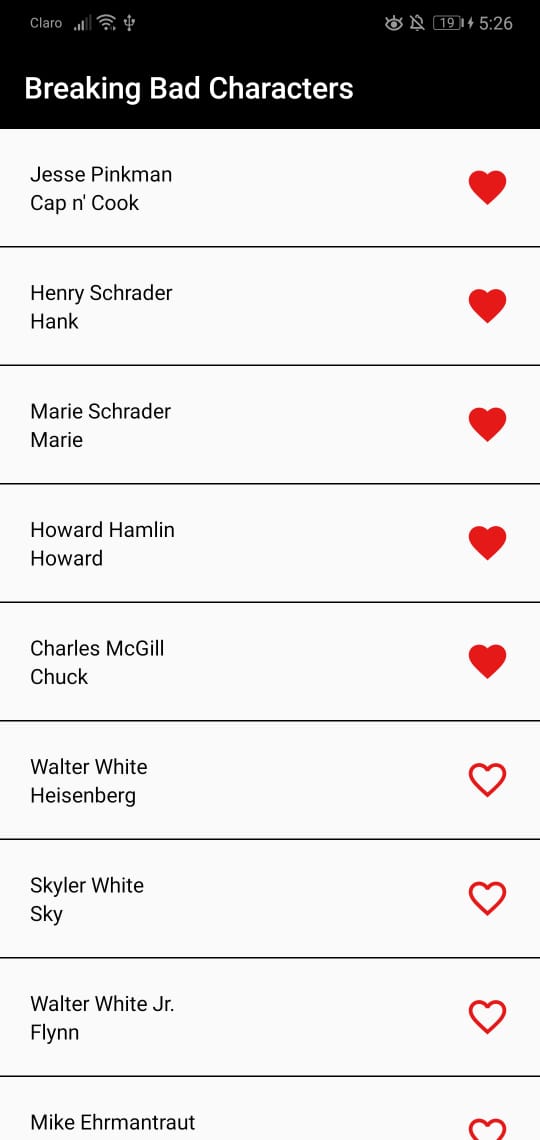 Claro 19 5:26
Breaking Bad Characters
Jesse Pinkman
Cap n' Cook
Henry Schrader
Hank
Marie Schrader
Marie
Howard Hamlin
Howard
Charles McGill
Chuck
Walter White
Heisenberg
Skyler White
Sky
Walter White Jr.
Flynn
Mike Ehrmantraut